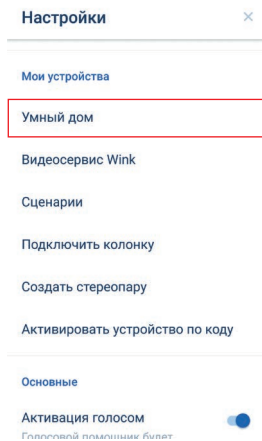 Настройки
Мои устройства
Умный дом
Видеосервис Wink
Сценарии
Подключить колонку
Создать стереопару
Активировать устройство по коду
Основные
Активация голосом
Голосовой помощник будет